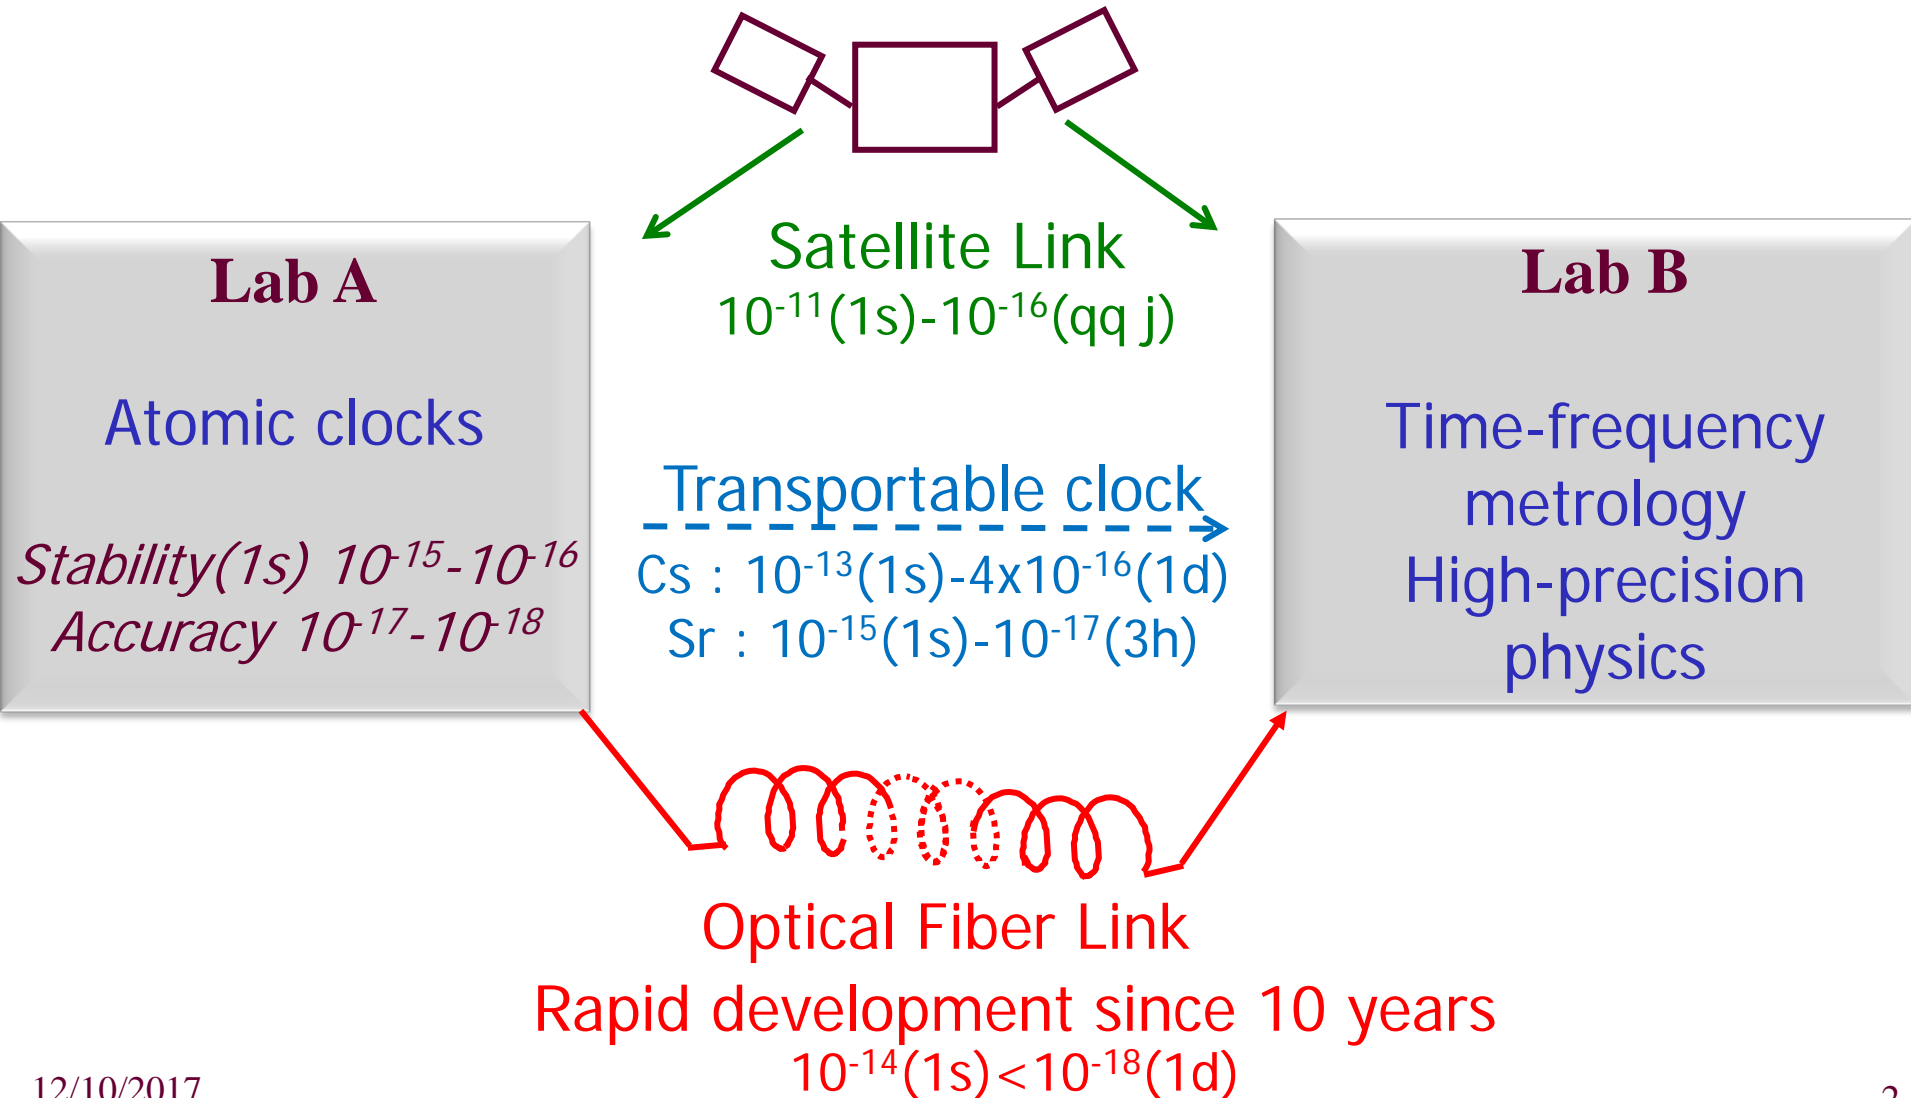 Lab A
Atomic clocks
Stability(1s) 10⁻¹⁵-10⁻¹⁶
Accuracy 10⁻¹⁷-10⁻¹⁸
Satellite Link
10⁻¹¹(1s)-10⁻¹⁶(qq j)
Transportable clock
Cs : 10⁻¹³(1s)-4x10⁻¹⁶(1d)
Sr : 10⁻¹⁵(1s)-10⁻¹⁷(3h)
Lab B
Time-frequency
metrology
High-precision
physics
Optical Fiber Link
Rapid development since 10 years
10⁻¹⁴(1s)<10⁻¹⁸(1d)
12/10/2017
2